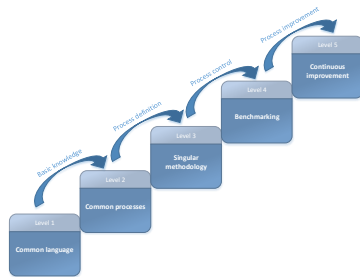 Process improvement
Level 5
Continuous
improvement
Process control
Level 4
Benchmarking
Process definition
Level 3
Singular
methodology
Basic knowledge
Level 2
Common processes
Level 1
Common language